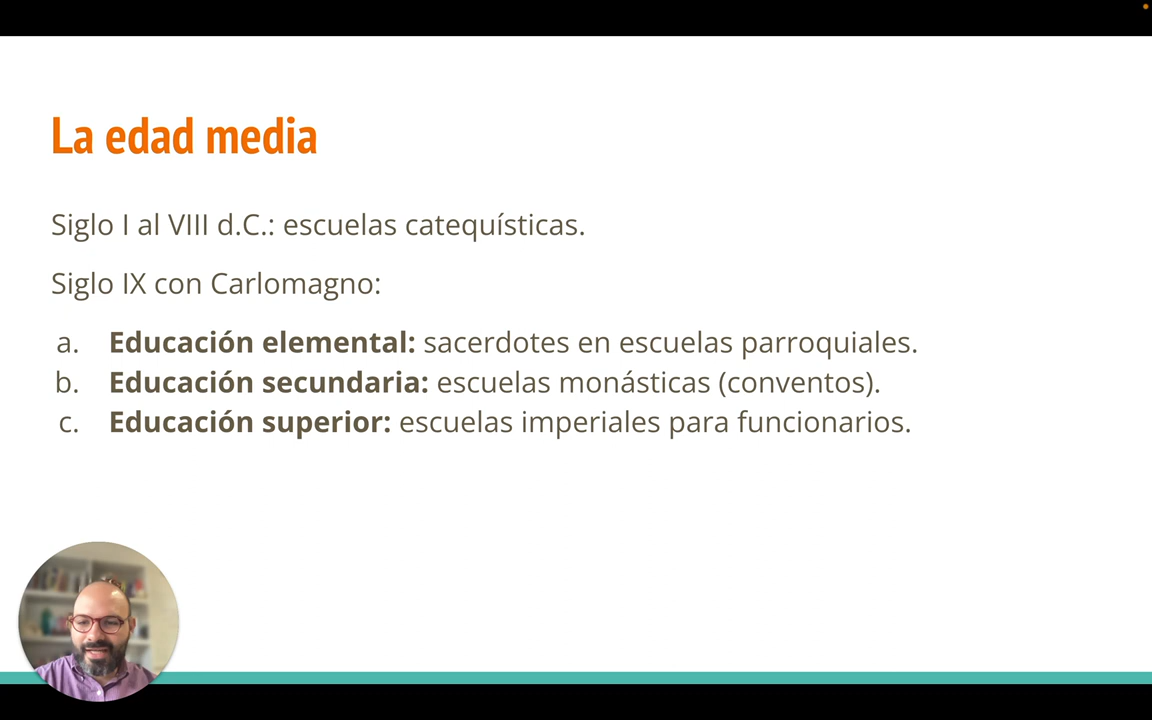 La edad media
Siglo I al VIII d.C.: escuelas catequísticas.
Siglo IX con Carlomagno:
a. Educación elemental: sacerdotes en escuelas parroquiales.
b. Educación secundaria: escuelas monásticas (conventos).
c. Educación superior: escuelas imperiales para funcionarios.